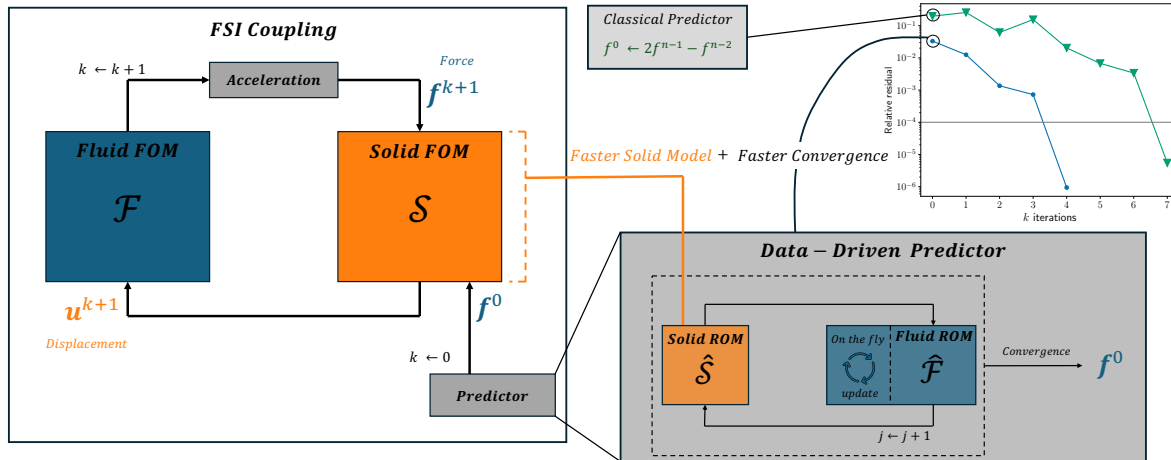 FSI Coupling
k ← k + 1
Acceleration
Force
f^{k+1}
Fluid FOM
ℱ
Solid FOM
𝒮
u^{k+1}
Displacement
f^0
k ← 0
Predictor
Classical Predictor
f^0 ← 2f^{n−1} − f^{n−2}
Faster Solid Model + Faster Convergence
Relative residual
10^{−1}
10^{−2}
10^{−3}
10^{−4}
10^{−5}
10^{−6}
0 1 2 3 4 5 6 7
k iterations
Data − Driven Predictor
Solid ROM
𝒮̂
On the fly
update
Fluid ROM
ℱ̂
j ← j + 1
Convergence
f^0